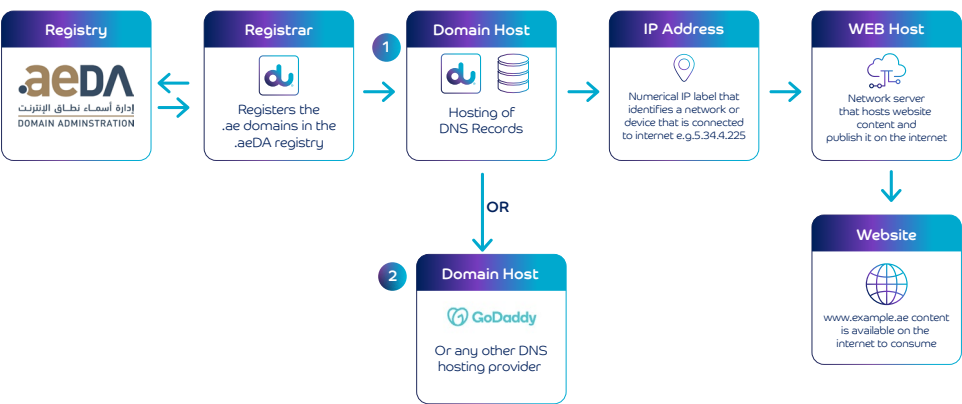 Registry
.aeDA
إدارة أسماء نطاق الإنترنت
DOMAIN ADMINSTRATION
Registrar
du
Registers the
.ae domains in the
.aeDA registry
1
Domain Host
du
Hosting of
DNS Records
IP Address
Numerical IP label that
identifies a network or
device that is connected
to internet e.g.5.34.4.225
WEB Host
Network server
that hosts website
content and
publish it on the internet
OR
2
Domain Host
GoDaddy
Or any other DNS
hosting provider
Website
www.example.ae content
is available on the
internet to consume